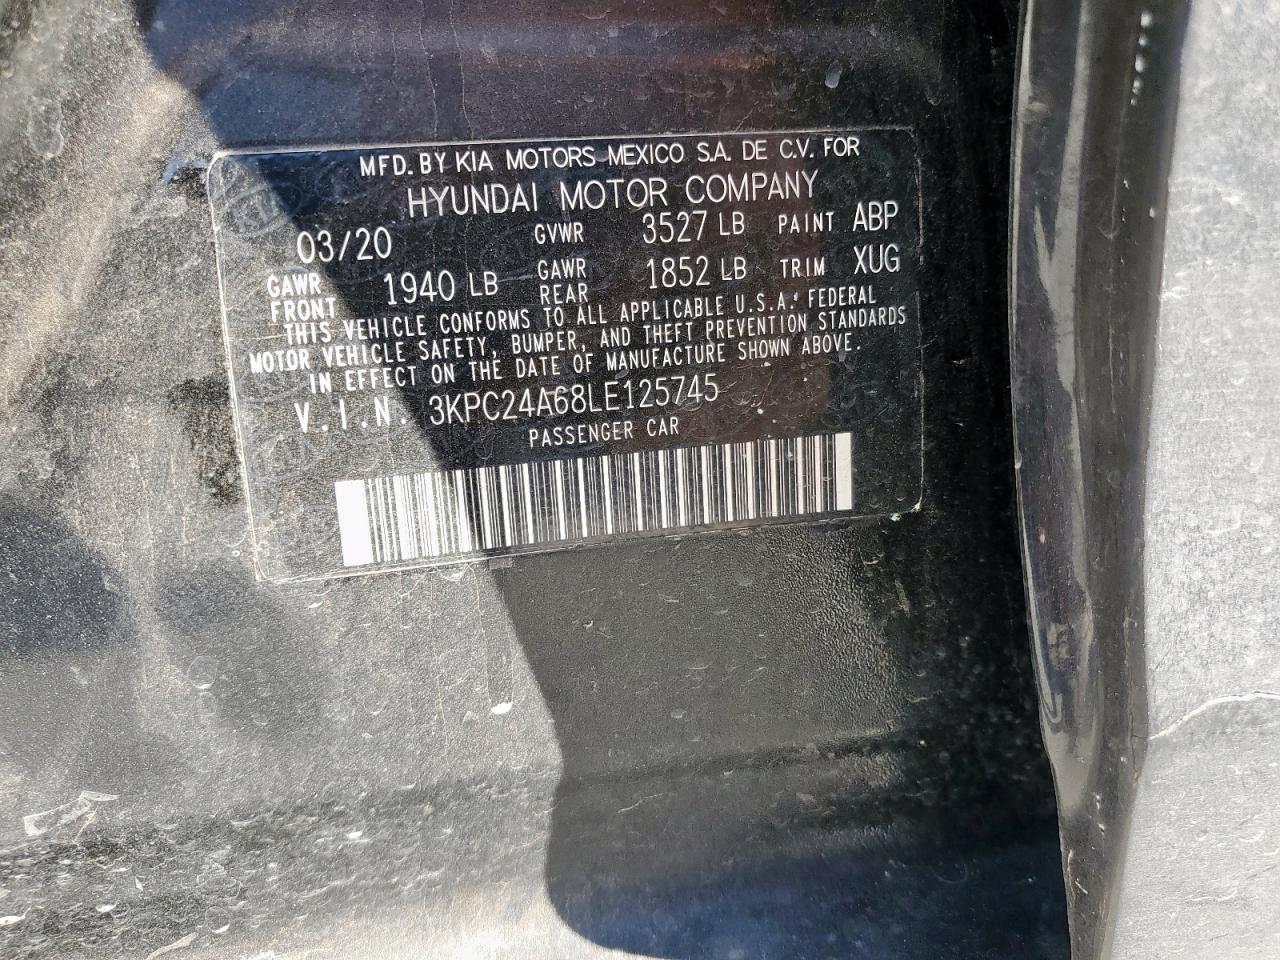 MFD. BY KIA MOTORS MEXICO S.A. DE C.V. FOR
HYUNDAI MOTOR COMPANY
03/20 GVWR 3527 LB PAINT ABP
GAWR FRONT 1940 LB GAWR REAR 1852 LB TRIM XUG
THIS VEHICLE CONFORMS TO ALL APPLICABLE U.S.A. FEDERAL
MOTOR VEHICLE SAFETY, BUMPER, AND THEFT PREVENTION STANDARDS
IN EFFECT ON THE DATE OF MANUFACTURE SHOWN ABOVE.
V.I.N. 3KPC24A68LE125745
PASSENGER CAR